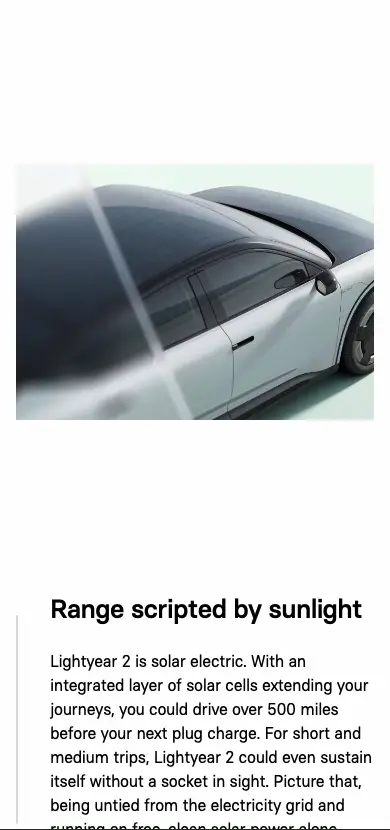 Range scripted by sunlight
Lightyear 2 is solar electric. With an
integrated layer of solar cells extending your
journeys, you could drive over 500 miles
before your next plug charge. For short and
medium trips, Lightyear 2 could even sustain
itself without a socket in sight. Picture that,
being untied from the electricity grid and
running on free, clean solar power alone